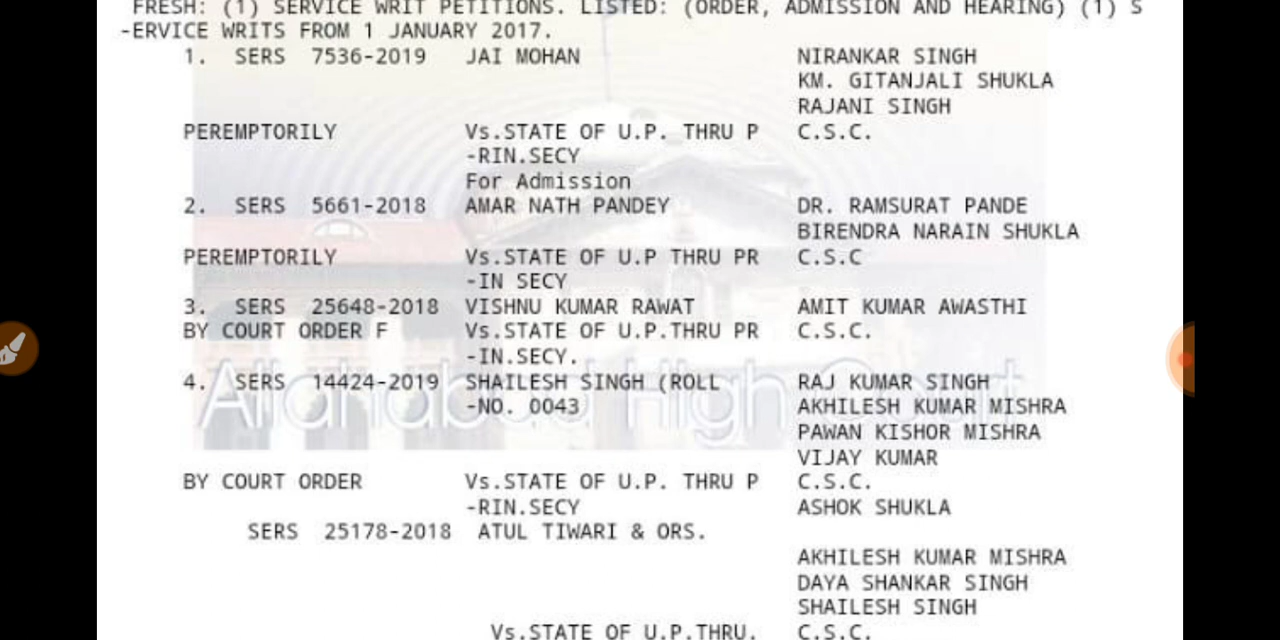 FRESH: (1) SERVICE WRIT PETITIONS. LISTED: (ORDER, ADMISSION AND HEARING) (1) S
-ERVICE WRITS FROM 1 JANUARY 2017.
1. SERS 7536-2019 JAI MOHAN NIRANKAR SINGH
KM. GITANJALI SHUKLA
RAJANI SINGH
PEREMPTORILY Vs.STATE OF U.P. THRU P C.S.C.
-RIN.SECY
For Admission
2. SERS 5661-2018 AMAR NATH PANDEY DR. RAMSURAT PANDE
BIRENDRA NARAIN SHUKLA
PEREMPTORILY Vs.STATE OF U.P THRU PR C.S.C
-IN SECY
3. SERS 25648-2018 VISHNU KUMAR RAWAT AMIT KUMAR AWASTHI
BY COURT ORDER F Vs.STATE OF U.P.THRU PR C.S.C.
-IN.SECY.
4. SERS 14424-2019 SHAILESH SINGH (ROLL RAJ KUMAR SINGH
-NO. 0043 AKHILESH KUMAR MISHRA
PAWAN KISHOR MISHRA
VIJAY KUMAR
BY COURT ORDER Vs.STATE OF U.P. THRU P C.S.C.
-RIN.SECY ASHOK SHUKLA
SERS 25178-2018 ATUL TIWARI & ORS.
AKHILESH KUMAR MISHRA
DAYA SHANKAR SINGH
SHAILESH SINGH
Vs.STATE OF U.P.THRU. C.S.C.
Allahabad High Court